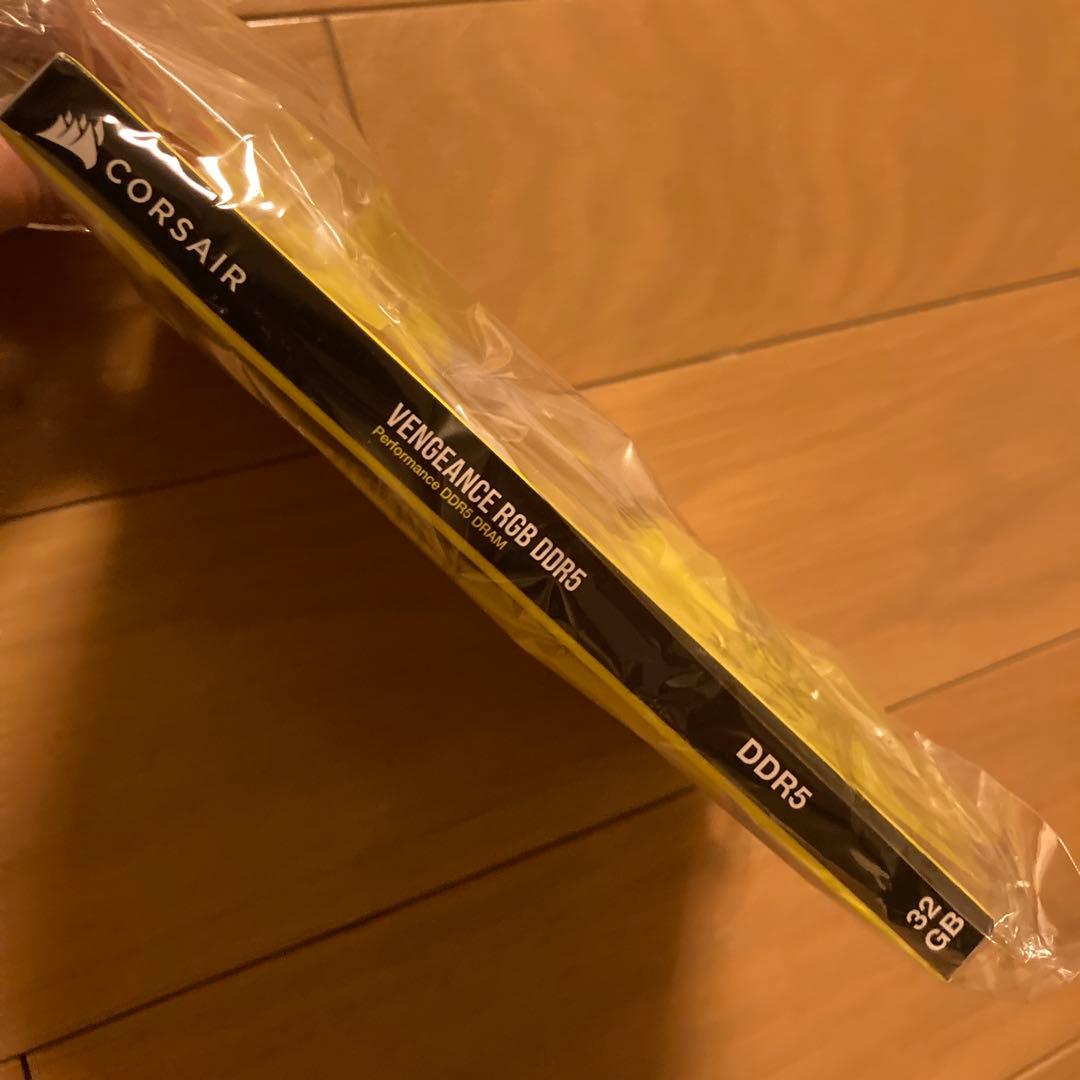 CORSAIR
VENGEANCE RGB DDR5
Performance DDR5 DRAM
DDR5
32
GB